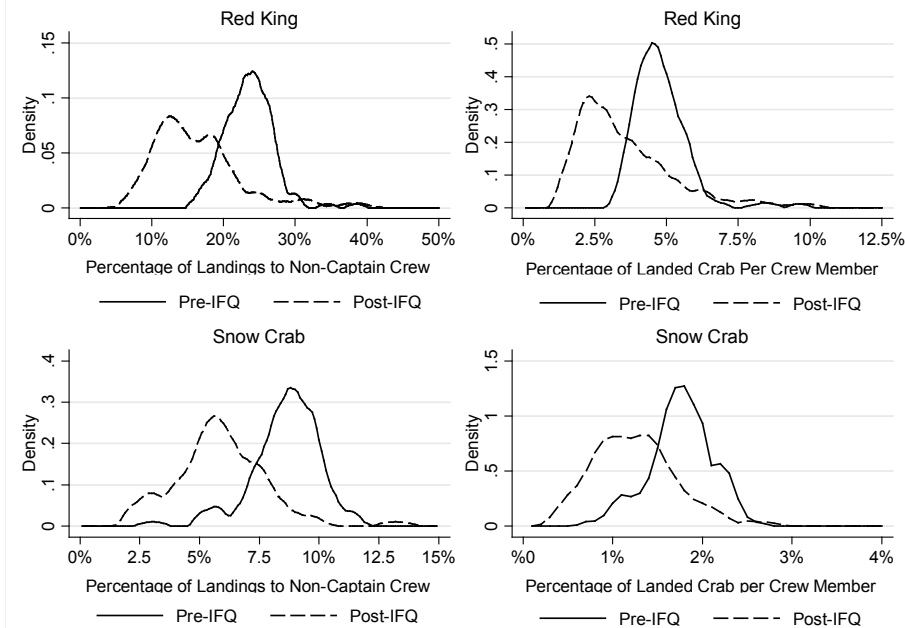 Red King
Density
0 .05 .1 .15
0% 10% 20% 30% 40% 50%
Percentage of Landings to Non-Captain Crew
Pre-IFQ Post-IFQ
Red King
Density
0 .1 .2 .3 .4 .5
0% 2.5% 5% 7.5% 10% 12.5%
Percentage of Landed Crab Per Crew Member
Pre-IFQ Post-IFQ
Snow Crab
Density
0 .1 .2 .3 .4
0% 2.5 5% 7.5 10% 15%
Percentage of Landings to Non-Captain Crew
Pre-IFQ Post-IFQ
Snow Crab
Density
0 .5 1 1.5
%0 1% 2% 3% 4%
Percentage of Landed Crab per Crew Member
Pre-IFQ Post-IFQ